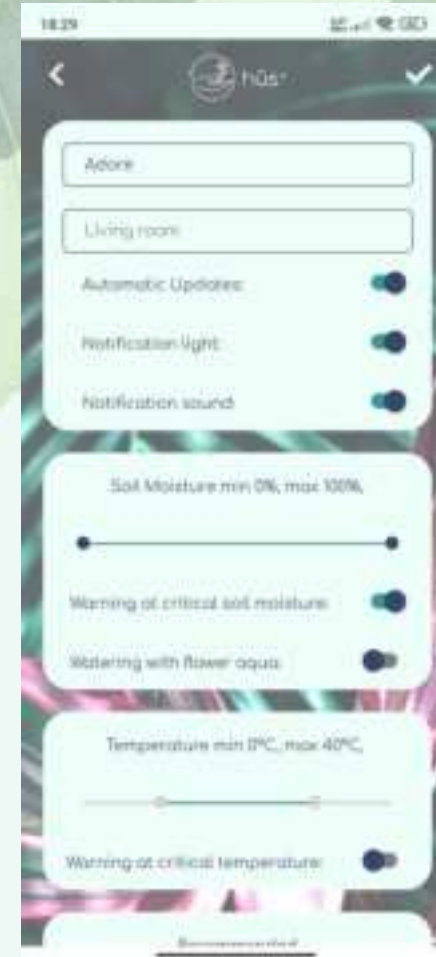 18:29
hüs+
Adore
Living room
Automatic Updates:
Notification light:
Notification sound:
Soil Moisture min 0%, max 100%,
Warning at critical soil moisture:
Watering with flower aqua:
Temperature min 0°C, max 40°C,
Warning at critical temperature: